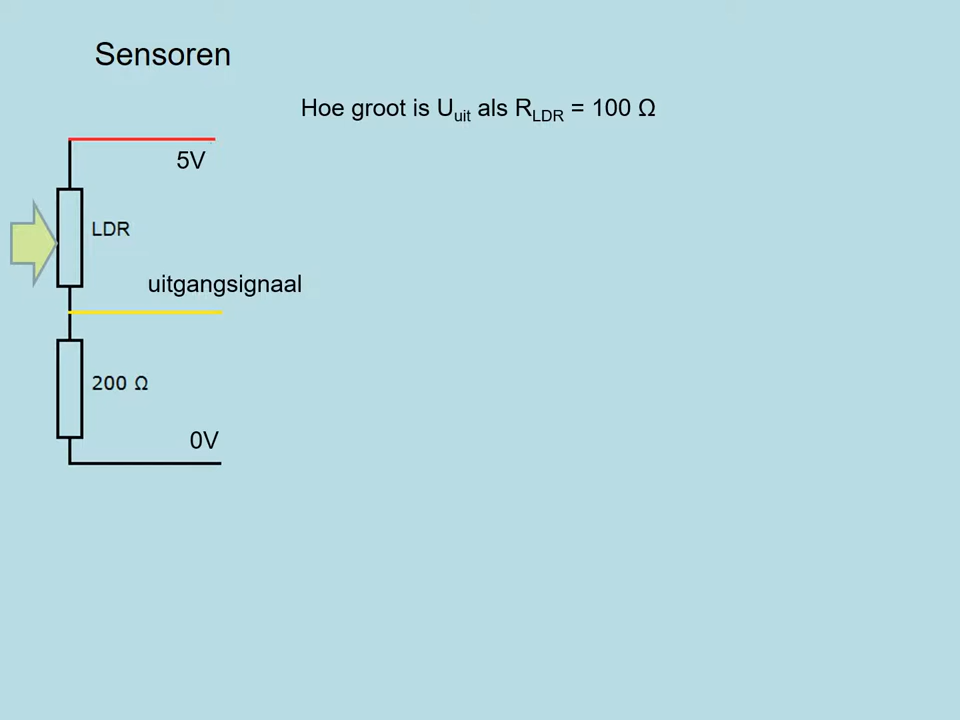 Sensoren
Hoe groot is Uuit als RLDR = 100 Ω
5V
LDR
uitgangsignaal
200 Ω
0V